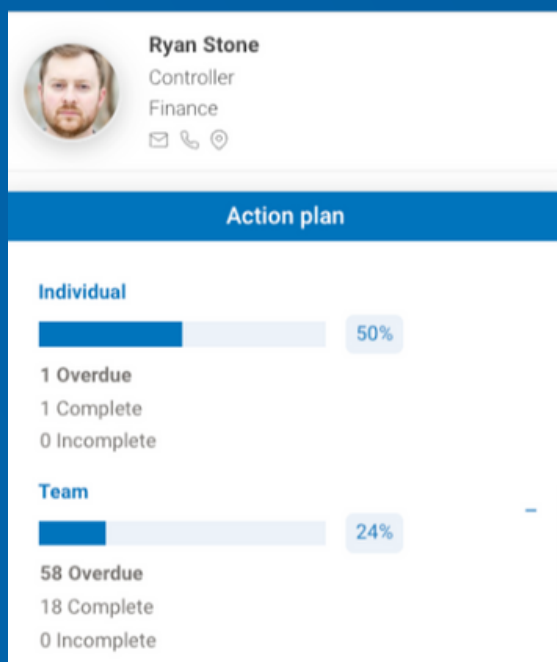 Ryan Stone
Controller
Finance
Action plan
Individual
50%
1 Overdue
1 Complete
0 Incomplete
Team
24%
58 Overdue
18 Complete
0 Incomplete